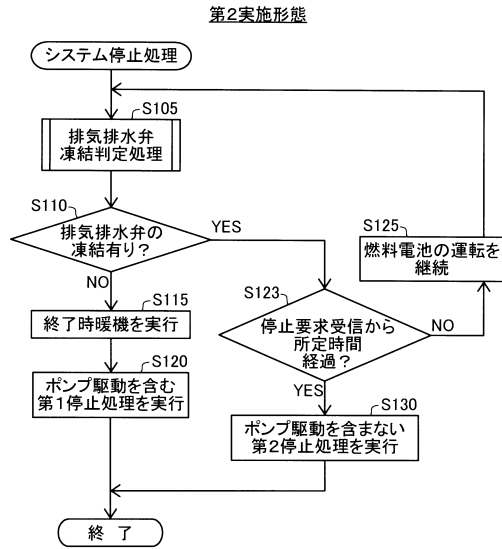 第2実施形態
システム停止処理
S105
排気排水弁
凍結判定処理
S110
排気排水弁の
凍結有り？
YES
NO
S125
燃料電池の運転を
継続
S123
停止要求受信から
所定時間
経過？
NO
YES
S115
終了時暖機を実行
S120
ポンプ駆動を含む
第1停止処理を実行
S130
ポンプ駆動を含まない
第2停止処理を実行
終 了